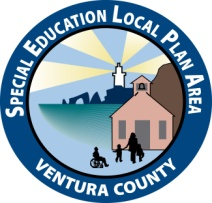 SPECIAL EDUCATION LOCAL PLAN AREA
VENTURA COUNTY